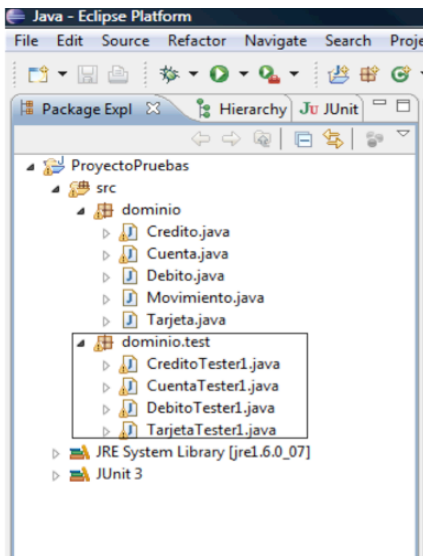 Java - Eclipse Platform
File Edit Source Refactor Navigate Search Proje
Package Expl Hierarchy JU JUnit
ProyectoPruebas
src
dominio
Credito.java
Cuenta.java
Debito.java
Movimiento.java
Tarjeta.java
dominio.test
CreditoTester1.java
CuentaTester1.java
DebitoTester1.java
TarjetaTester1.java
JRE System Library [jre1.6.0_07]
JUnit 3